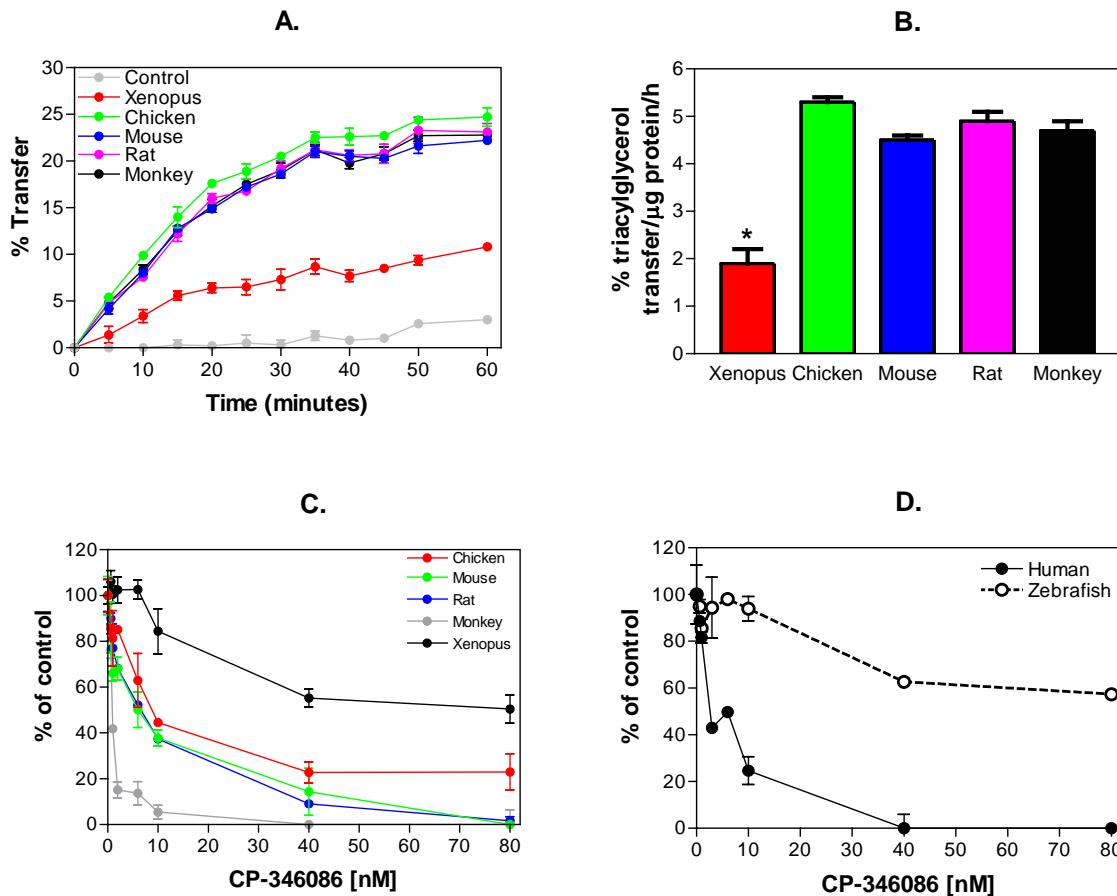 A.
% Transfer
30
25
20
15
10
5
0
Control
Xenopus
Chicken
Mouse
Rat
Monkey
0 10 20 30 40 50 60
Time (minutes)
B.
% triacylglycerol
transfer/μg protein/h
6
5
4
6
2
1
0
*
Xenopus Chicken Mouse Rat Monkey
C.
% of control
120
100
80
60
40
20
0
Chicken
Mouse
Rat
Monkey
Xenopus
0 10 20 30 40 50 60 70 80
CP-346086 [nM]
D.
% of control
120
100
80
60
40
20
0
Human
Zebrafish
0 10 20 30 40 50 60 70 80
CP-346086 [nM]